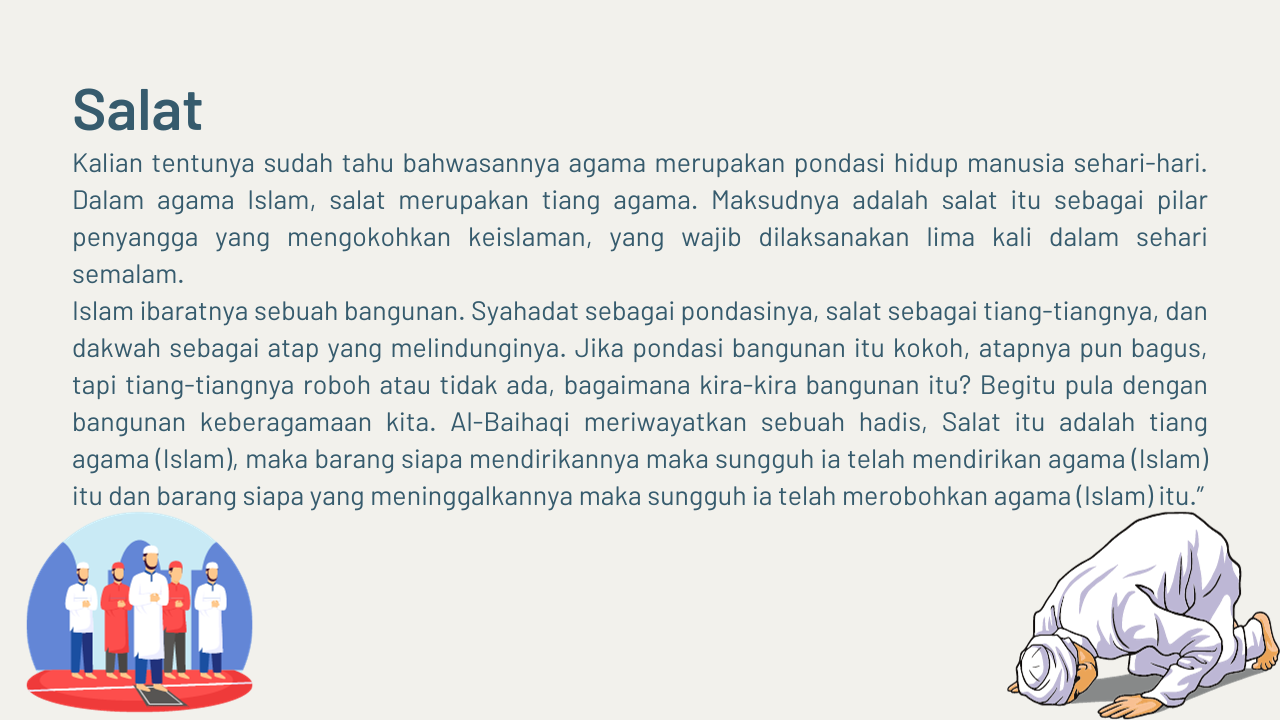 Salat
Kalian tentunya sudah tahu bahwasannya agama merupakan pondasi hidup manusia sehari-hari.
Dalam agama Islam, salat merupakan tiang agama. Maksudnya adalah salat itu sebagai pilar
penyangga yang mengokohkan keislaman, yang wajib dilaksanakan lima kali dalam sehari
semalam.
Islam ibaratnya sebuah bangunan. Syahadat sebagai pondasinya, salat sebagai tiang-tiangnya, dan
dakwah sebagai atap yang melindunginya. Jika pondasi bangunan itu kokoh, atapnya pun bagus,
tapi tiang-tiangnya roboh atau tidak ada, bagaimana kira-kira bangunan itu? Begitu pula dengan
bangunan keberagamaan kita. Al-Baihaqi meriwayatkan sebuah hadis, Salat itu adalah tiang
agama (Islam), maka barang siapa mendirikannya maka sungguh ia telah mendirikan agama (Islam)
itu dan barang siapa yang meninggalkannya maka sungguh ia telah merobohkan agama (Islam) itu.”